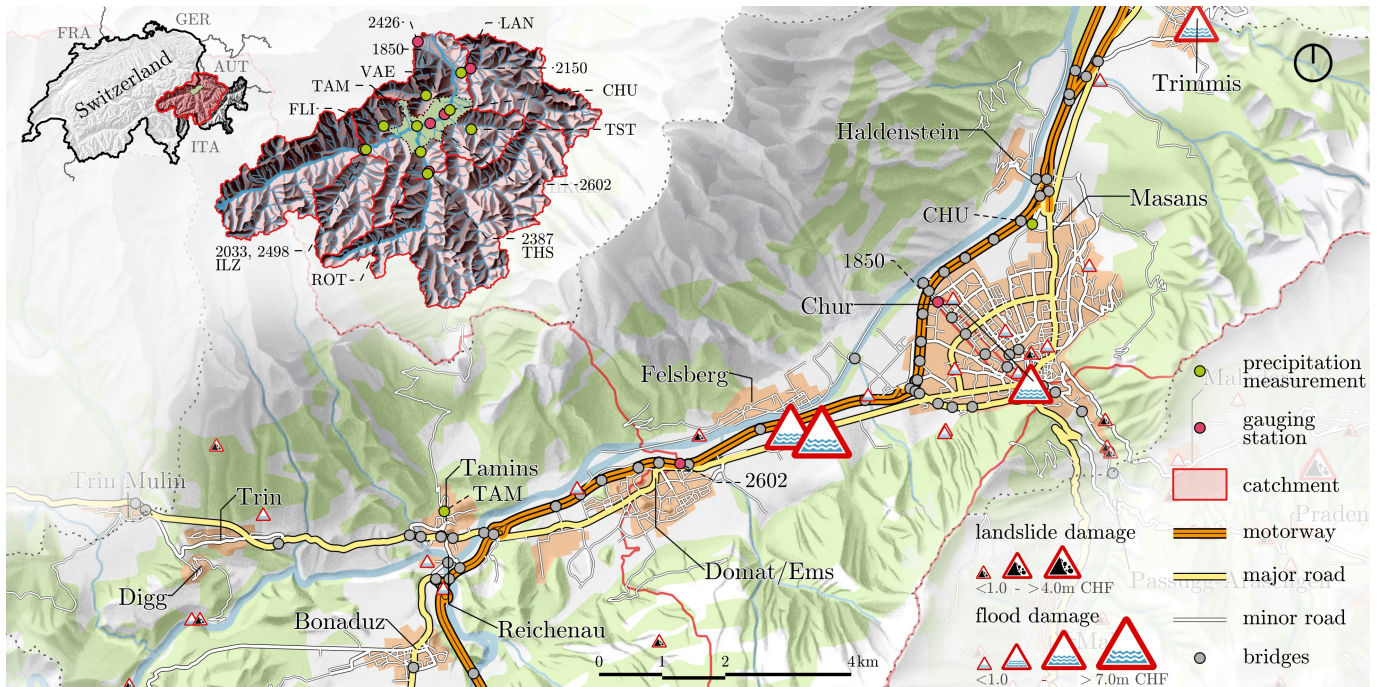 GER
FRA
AUT
Switzerland
ITA
2426
LAN
1850
VAE
2150
TAM
CHU
FLI
TST
2602
2033, 2498
ILZ
2387
THS
ROT
Trimmis
Haldenstein
Masans
CHU
1850
Chur
Felsberg
Trin Mulin
Trin
Tamins
TAM
2602
Digg
Domat/Ems
Bonaduz
Reichenau
precipitation
measurement
gauging
station
catchment
motorway
major road
minor road
bridges
landslide damage
<1.0 - >4.0m CHF
flood damage
<1.0 - >7.0m CHF
0 1 2 4 km
Praden